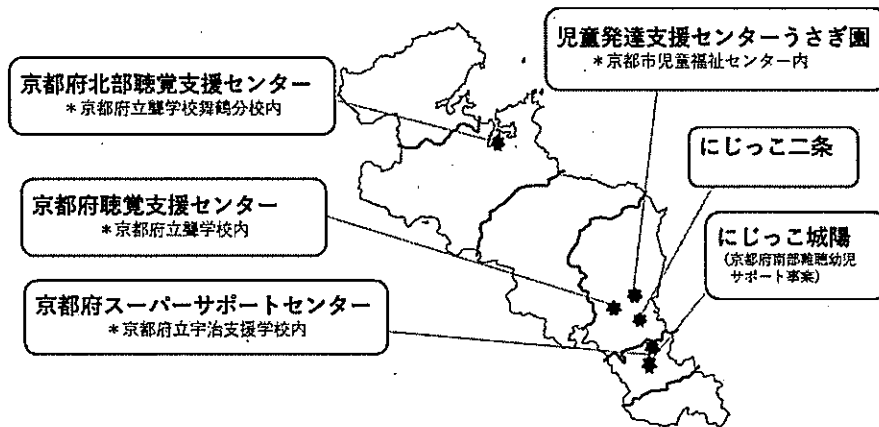 京都府北部聴覚支援センター
＊京都府立聾学校舞鶴分校内
京都府聴覚支援センター
＊京都府立聾学校内
京都府スーパーサポートセンター
＊京都府立宇治支援学校内
児童発達支援センターうさぎ園
＊京都市児童福祉センター内
にじっこ二条
にじっこ城陽
（京都府南部難聴幼児
サポート事業）